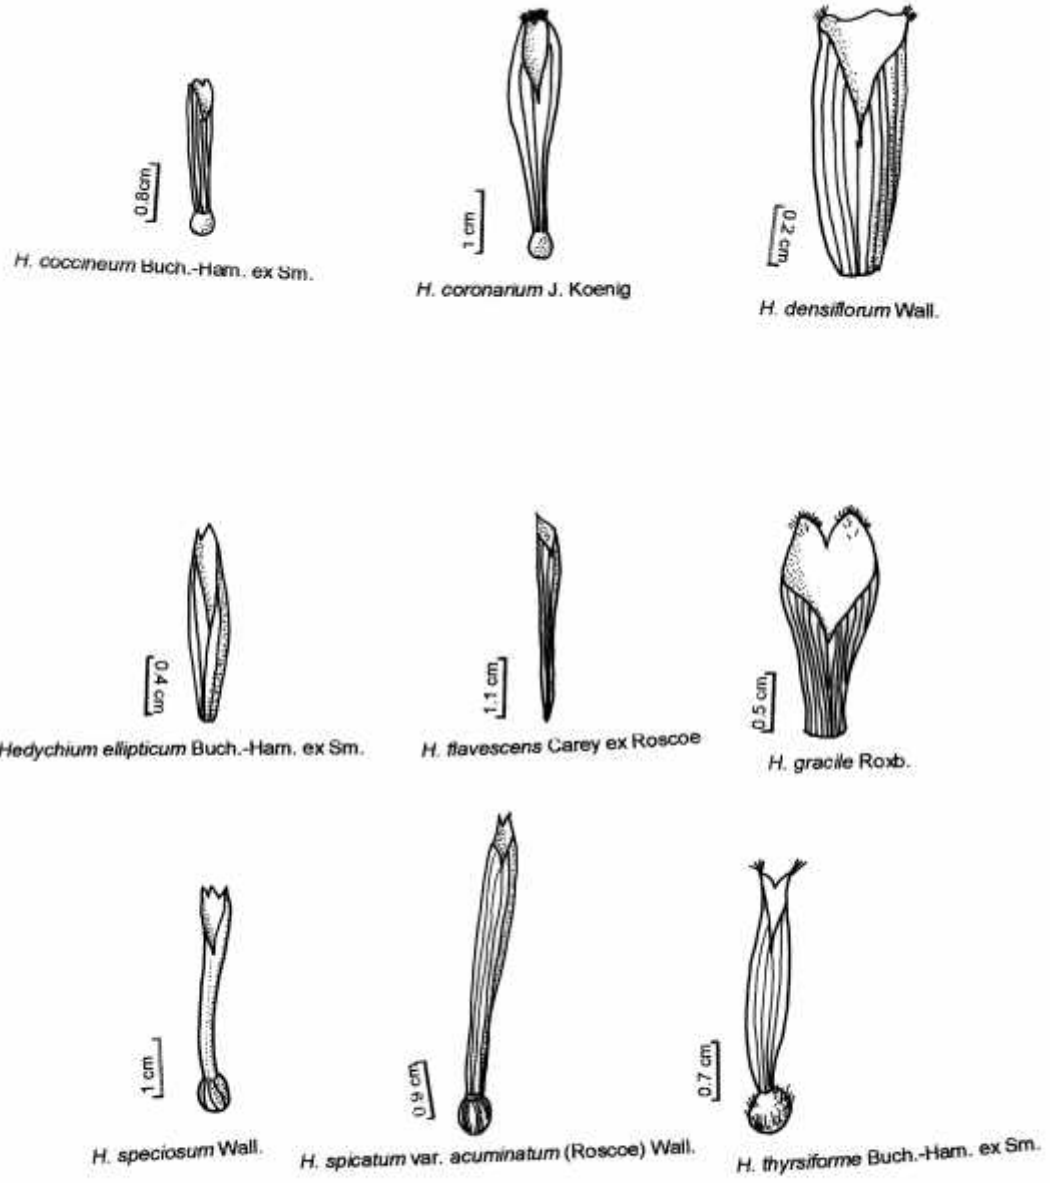 0.8cm
H. coccineum Buch.-Ham. ex Sm.
1 cm
H. coronarium J. Koenig
0.2 cm
H. densiflorum Wall.
0.4 cm
Hedychium ellipticum Buch.-Ham. ex Sm.
1.1 cm
H. flavescens Carey ex Roscoe
0.5 cm
H. gracile Roxb.
1 cm
H. speciosum Wall.
0.9 cm
H. spicatum var. acuminatum (Roscoe) Wall.
0.7 cm
H. thyrsiforme Buch.-Ham. ex Sm.